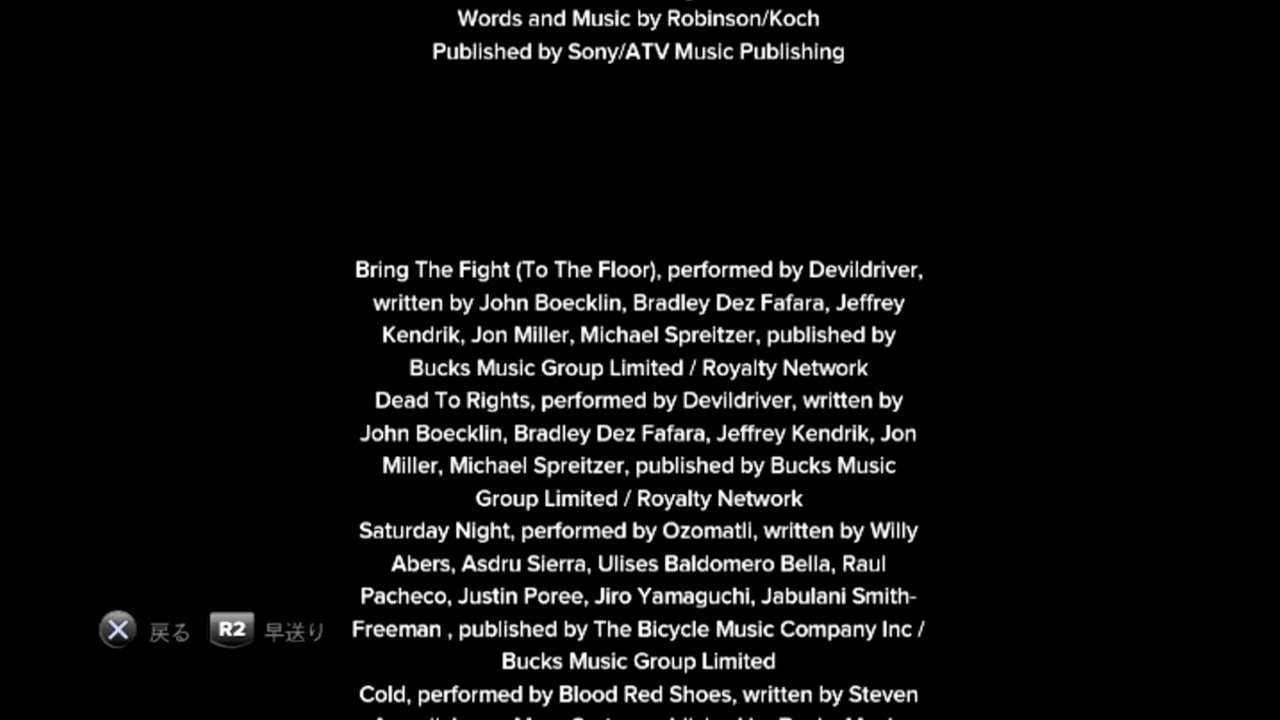 Words and Music by Robinson/Koch
Published by Sony/ATV Music Publishing
Bring The Fight (To The Floor), performed by Devildriver,
written by John Boecklin, Bradley Dez Fafara, Jeffrey
Kendrik, Jon Miller, Michael Spreitzer, published by
Bucks Music Group Limited / Royalty Network
Dead To Rights, performed by Devildriver, written by
John Boecklin, Bradley Dez Fafara, Jeffrey Kendrik, Jon
Miller, Michael Spreitzer, published by Bucks Music
Group Limited / Royalty Network
Saturday Night, performed by Ozomatli, written by Willy
Abers, Asdru Sierra, Ulises Baldomero Bella, Raul
Pacheco, Justin Poree, Jiro Yamaguchi, Jabulani Smith-
Freeman , published by The Bicycle Music Company Inc /
Bucks Music Group Limited
Cold, performed by Blood Red Shoes, written by Steven
戻る R2 早送り